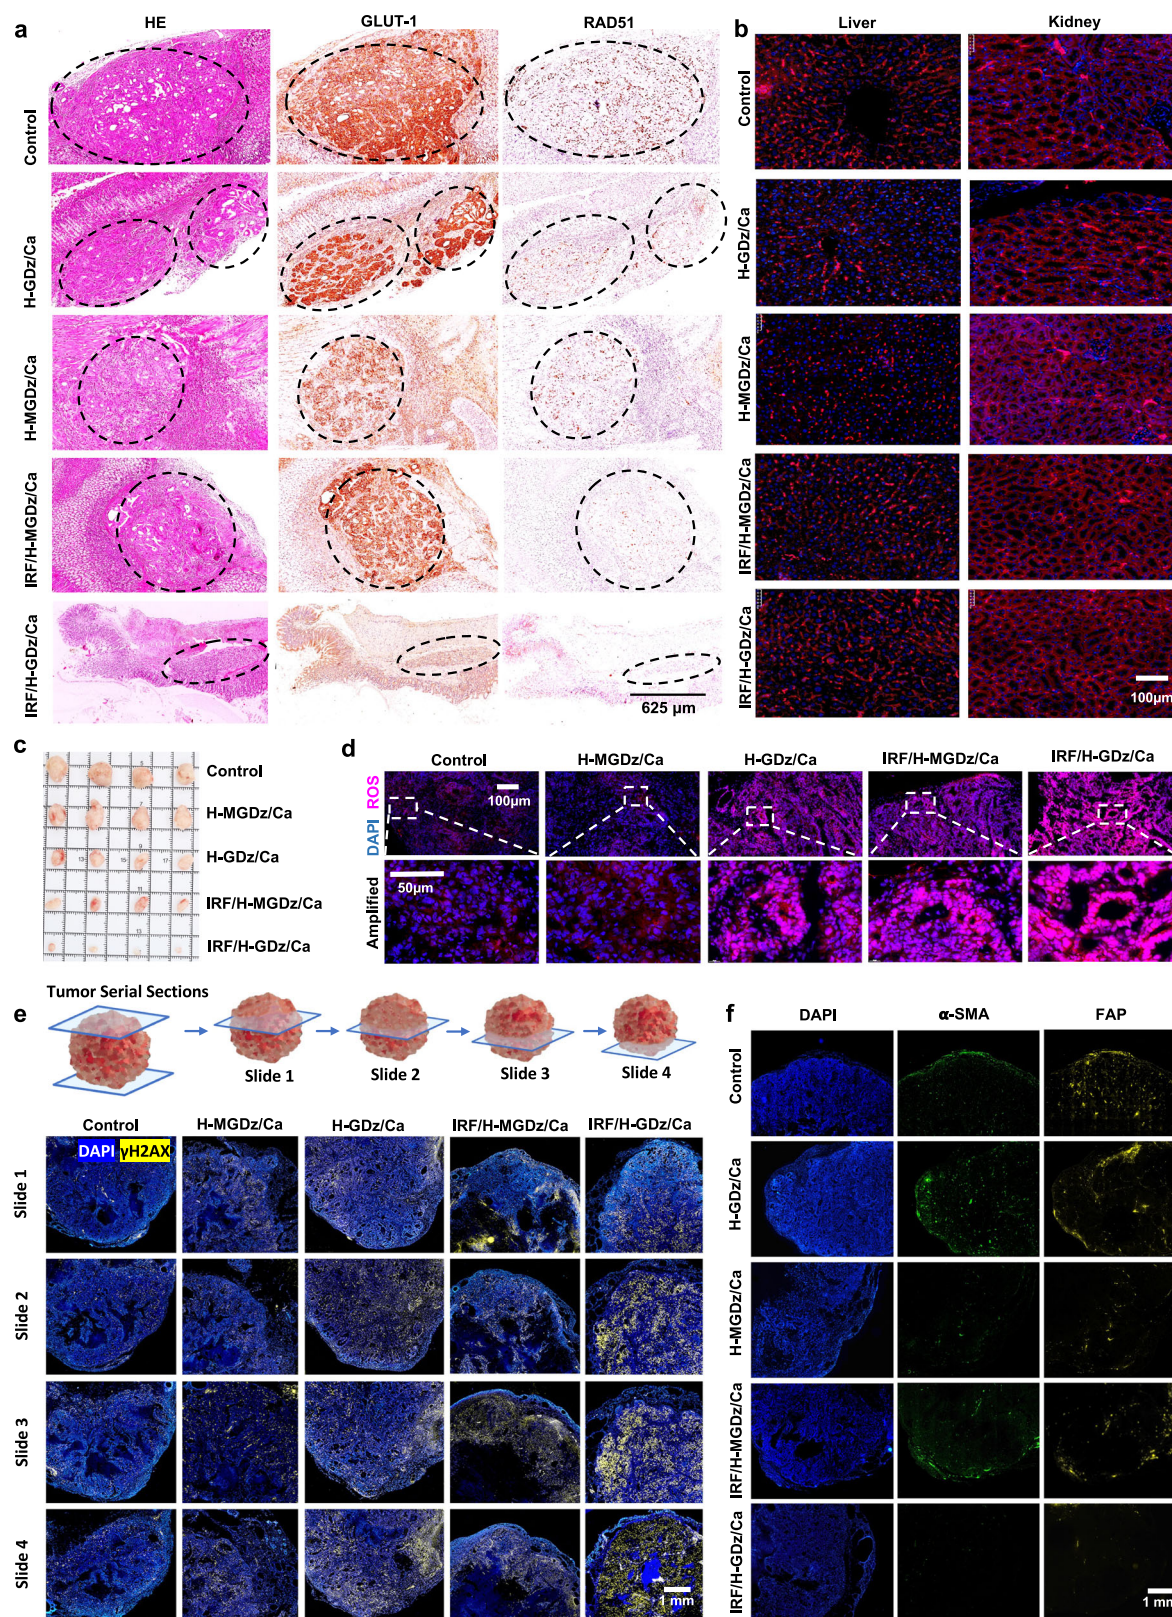 a
HE
GLUT-1
RAD51
Control
H-GDz/Ca
H-MGDz/Ca
IRF/H-MGDz/Ca
IRF/H-GDz/Ca
625 μm
b
Liver
Kidney
Control
H-GDz/Ca
H-MGDz/Ca
IRF/H-MGDz/Ca
IRF/H-GDz/Ca
100μm
c
Control
H-MGDz/Ca
H-GDz/Ca
IRF/H-MGDz/Ca
IRF/H-GDz/Ca
d
Control
H-MGDz/Ca
H-GDz/Ca
IRF/H-MGDz/Ca
IRF/H-GDz/Ca
DAPI ROS
100μm
Amplified
50μm
e
Tumor Serial Sections
Slide 1
Slide 2
Slide 3
Slide 4
Control
H-MGDz/Ca
H-GDz/Ca
IRF/H-MGDz/Ca
IRF/H-GDz/Ca
DAPI γH2AX
Slide 1
Slide 2
Slide 3
Slide 4
1 mm
f
DAPI
α-SMA
FAP
Control
H-GDz/Ca
H-MGDz/Ca
IRF/H-MGDz/Ca
IRF/H-GDz/Ca
1 mm